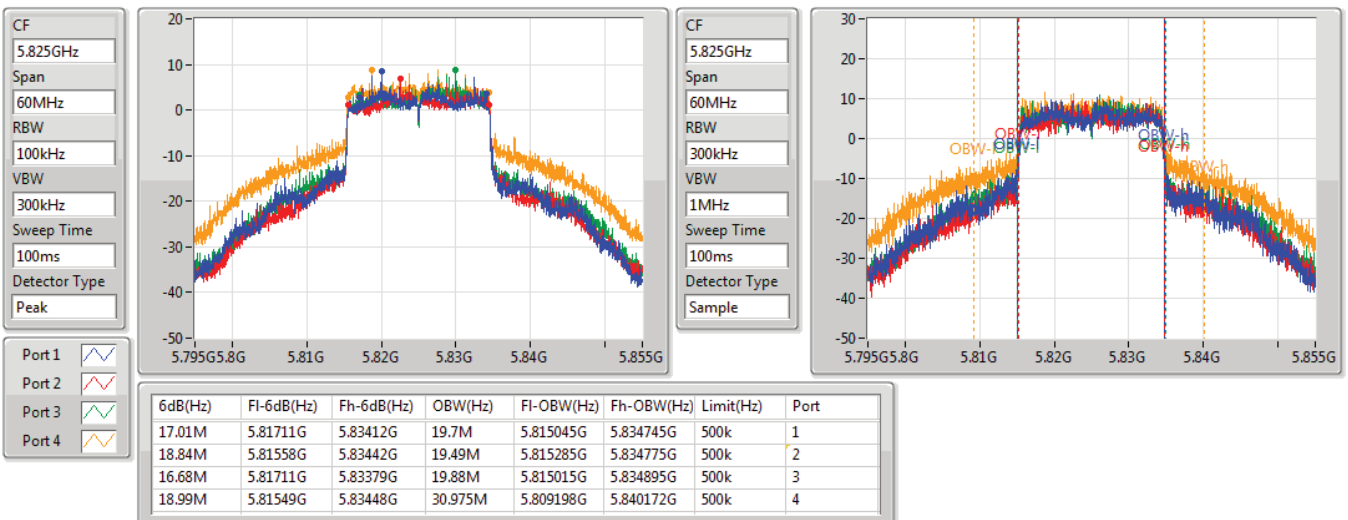 CF
5.825GHz
Span
60MHz
RBW
100kHz
VBW
300kHz
Sweep Time
100ms
Detector Type
Peak
20
10
0
-10
-20
-30
-40
-50
5.795G 5.8G 5.81G 5.82G 5.83G 5.84G 5.855G
CF
5.825GHz
Span
60MHz
RBW
300kHz
VBW
1MHz
Sweep Time
100ms
Detector Type
Sample
30
20
10
0
-10
-20
-30
-40
-50
OBW-l
OBW-h
OBW-l
OBW-h
5.795G 5.8G 5.81G 5.82G 5.83G 5.84G 5.855G
Port 1
Port 2
Port 3
Port 4
6dB(Hz) Fl-6dB(Hz) Fh-6dB(Hz) OBW(Hz) Fl-OBW(Hz) Fh-OBW(Hz) Limit(Hz) Port
17.01M 5.81711G 5.83412G 19.7M 5.815045G 5.834745G 500k 1
18.84M 5.81558G 5.83442G 19.49M 5.815285G 5.834775G 500k 2
16.68M 5.81711G 5.83379G 19.88M 5.815015G 5.834895G 500k 3
18.99M 5.81549G 5.83448G 30.975M 5.809198G 5.840172G 500k 4